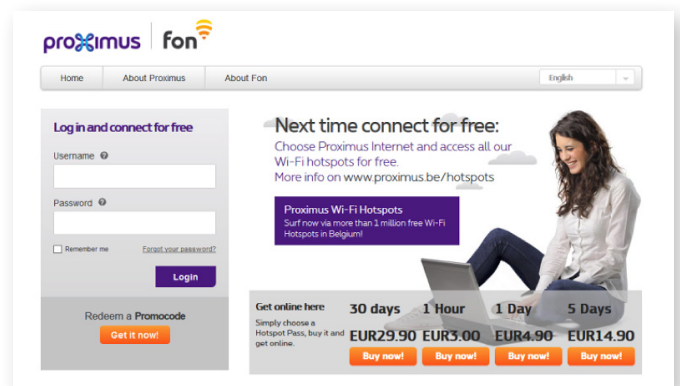 proximus fon
Home About Proximus About Fon English
Log in and connect for free
Username
Password
Remember me Forgot your password?
Login
Redeem a Promocode
Get it now!
Next time connect for free:
Choose Proximus Internet and access all our
Wi-Fi hotspots for free.
More info on www.proximus.be/hotspots
Proximus Wi-Fi Hotspots
Surf now via more than 1 million free Wi-Fi
Hotspots in Belgium!
Get online here
Simply choose a
Hotspot Pass, buy it and
get online.
30 days 1 Hour 1 Day 5 Days
EUR29.90 EUR3.00 EUR4.90 EUR14.90
Buy now! Buy now! Buy now! Buy now!